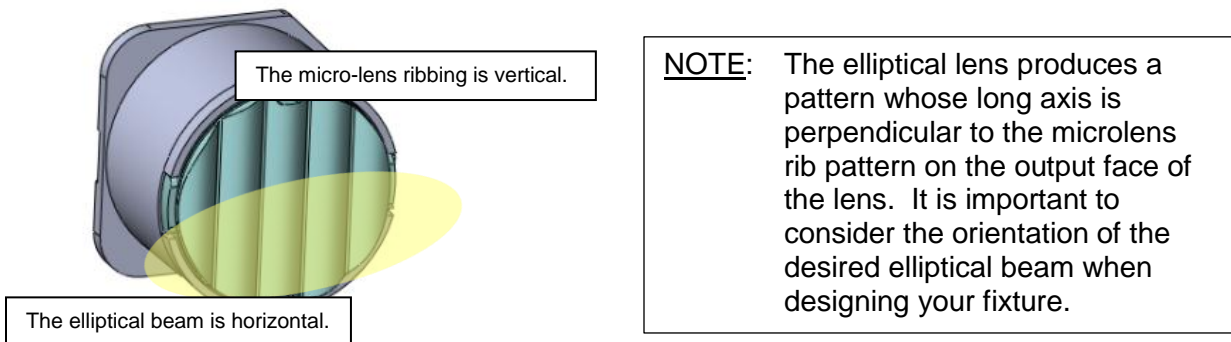 The micro-lens ribbing is vertical.
The elliptical beam is horizontal.
NOTE: The elliptical lens produces a
pattern whose long axis is
perpendicular to the microlens
rib pattern on the output face of
the lens. It is important to
consider the orientation of the
desired elliptical beam when
designing your fixture.